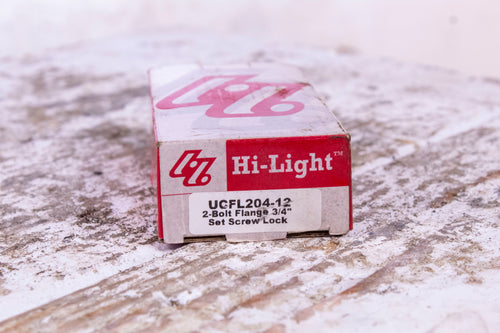 Hi-Light™
UCFL204-12
2-Bolt Flange 3/4"
Set Screw Lock